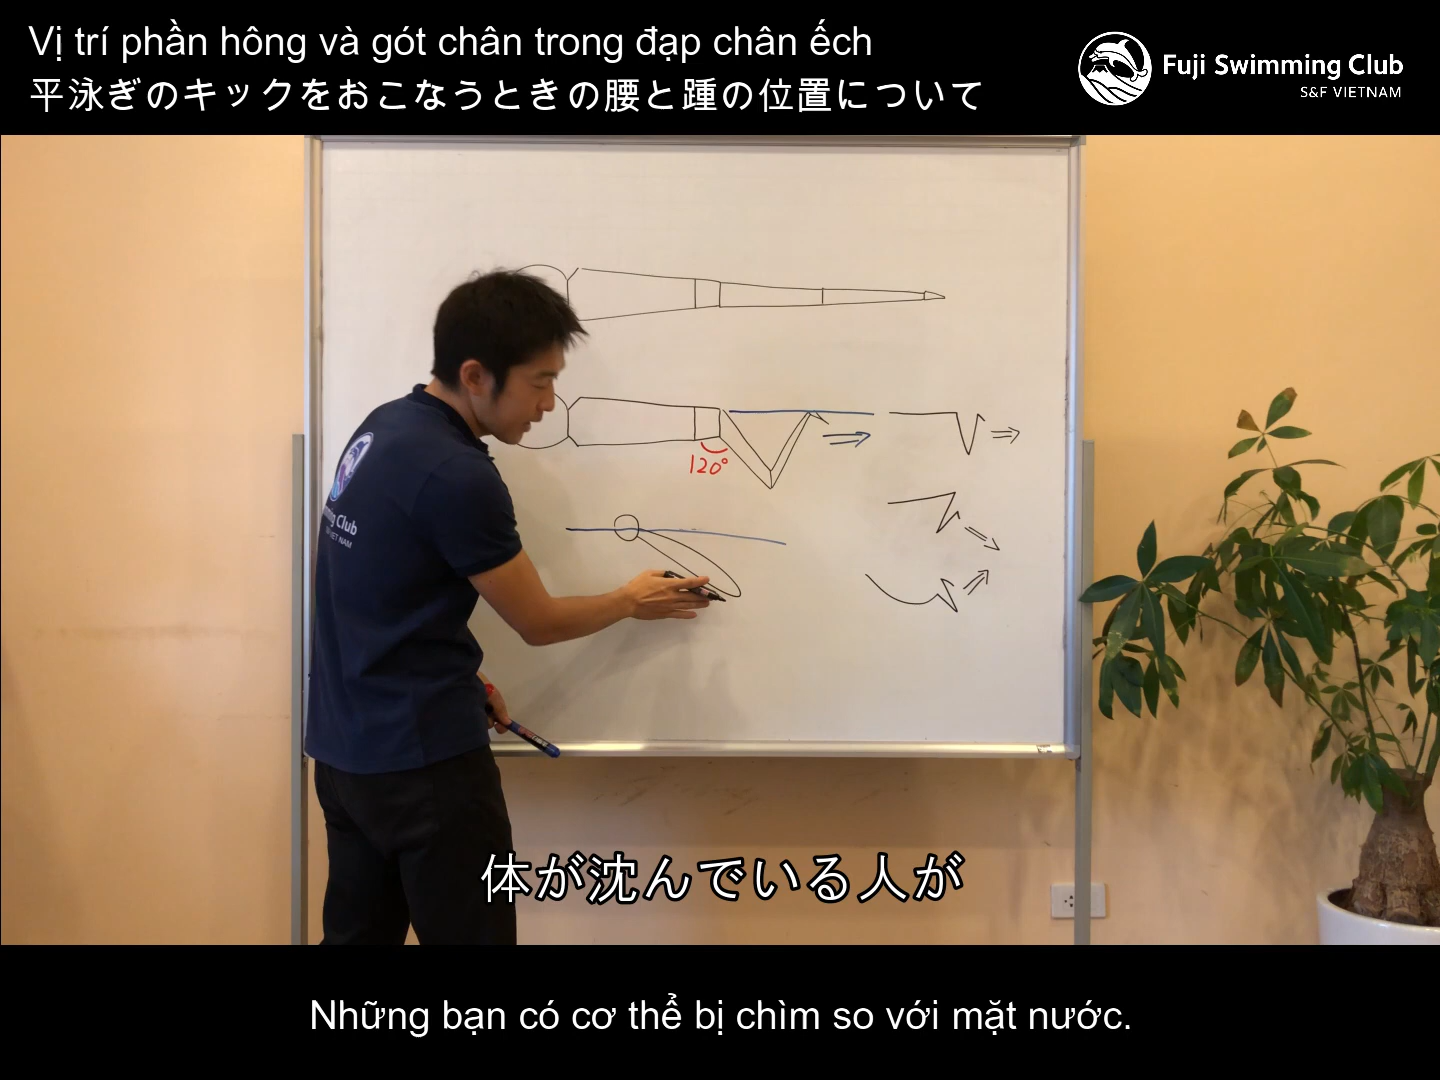 Vị trí phần hông và gót chân trong đạp chân ếch
平泳ぎのキックをおこなうときの腰と踵の位置について
Fuji Swimming Club
S&F VIETNAM
120°
Club
VIET NAM
体が沈んでいる人が
Những bạn có cơ thể bị chìm so với mặt nước.